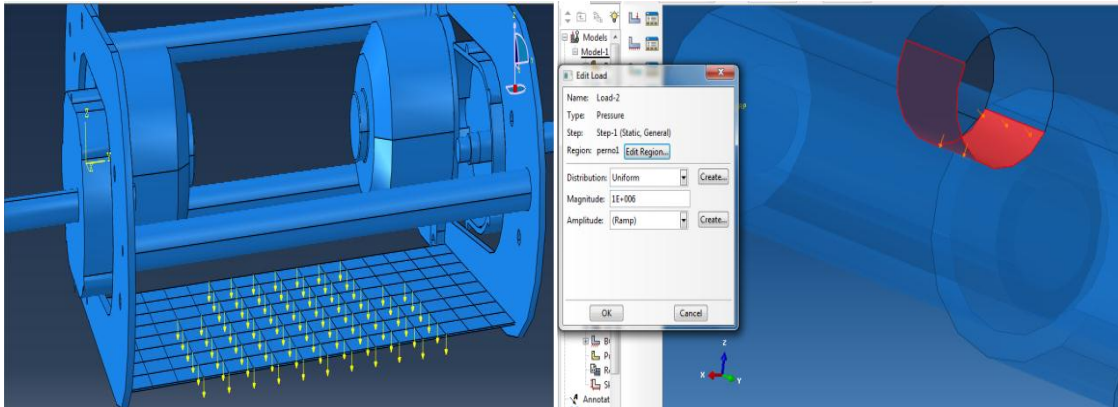 Models
Model-1
Edit Load
Name: Load-2
Type: Pressure
Step: Step-1 (Static, General)
Region: perno1 Edit Region...
Distribution: Uniform Create...
Magnitude: 1E+006
Amplitude: (Ramp) Create...
OK Cancel
Annotat
Z
X Y